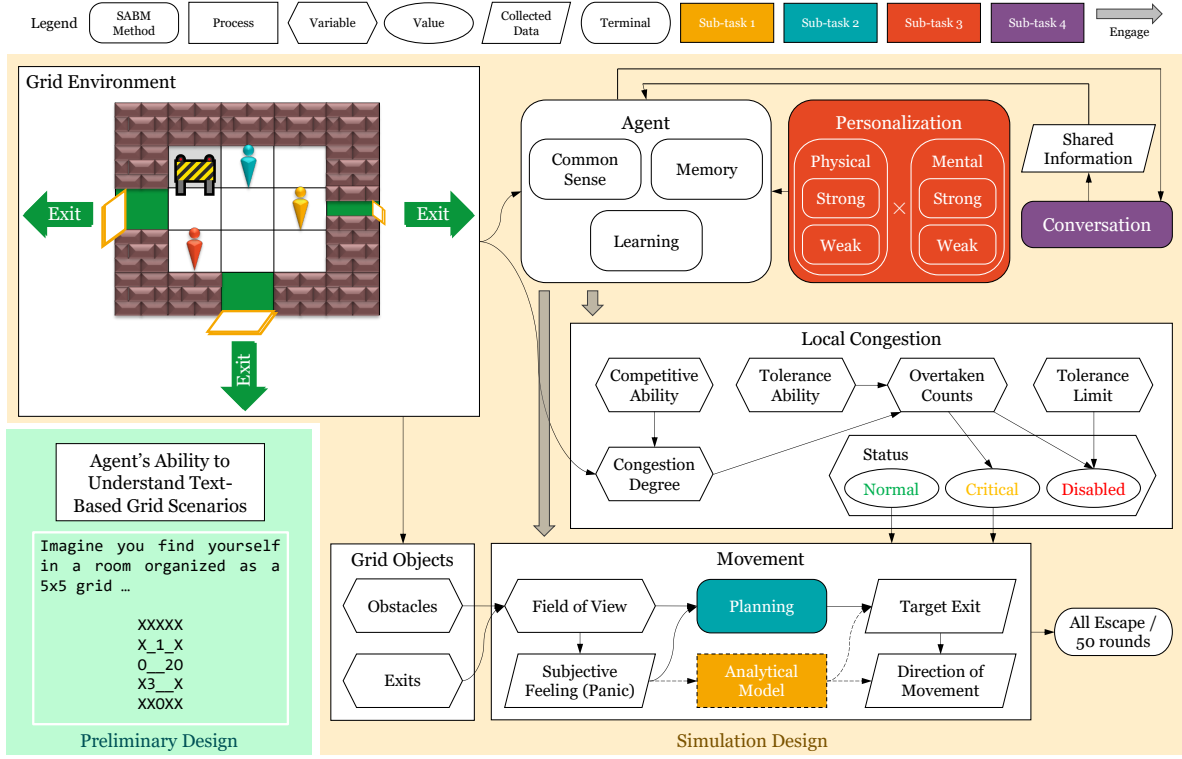 Legend
SABM
Method
Process
Variable
Value
Collected
Data
Terminal
Sub-task 1
Sub-task 2
Sub-task 3
Sub-task 4
Engage
Grid Environment
Exit
Exit
Exit
Agent
Common
Sense
Memory
Learning
Personalization
Physical
Strong
Weak
×
Mental
Strong
Weak
Shared
Information
Conversation
Local Congestion
Competitive
Ability
Tolerance
Ability
Overtaken
Counts
Tolerance
Limit
Congestion
Degree
Status
Normal
Critical
Disabled
Agent's Ability to
Understand Text-
Based Grid Scenarios
Imagine you find yourself
in a room organized as a
5x5 grid …
XXXXX
X_1_X
O__2O
X3__X
XXOXX
Preliminary Design
Grid Objects
Obstacles
Exits
Movement
Field of View
Planning
Target Exit
Subjective
Feeling (Panic)
Analytical
Model
Direction of
Movement
All Escape /
50 rounds
Simulation Design